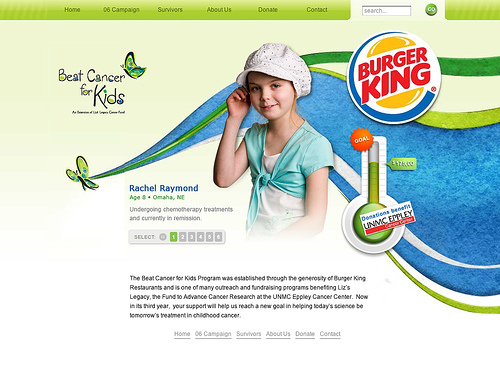 Home 06 Campaign Survivors About Us Donate Contact search... GO
Beat Cancer
for Kids
An Extension of Liz's Legacy Cancer Fund
BURGER
KING
GOAL
Donations benefit
UNMC EPPLEY
Cancer Center
Rachel Raymond
Age 8 • Omaha, NE
Undergoing chemotherapy treatments
and currently in remission.
SELECT: 1 2 3 4 5 6
The Beat Cancer for Kids Program was established through the generosity of Burger King
Restaurants and is one of many outreach and fundraising programs benefiting Liz's
Legacy, the Fund to Advance Cancer Research at the UNMC Eppley Cancer Center. Now
in its third year, your support will help us reach a new goal in helping today's science be
tomorrow's treatment in childhood cancer.
Home 06 Campaign Survivors About Us Donate Contact